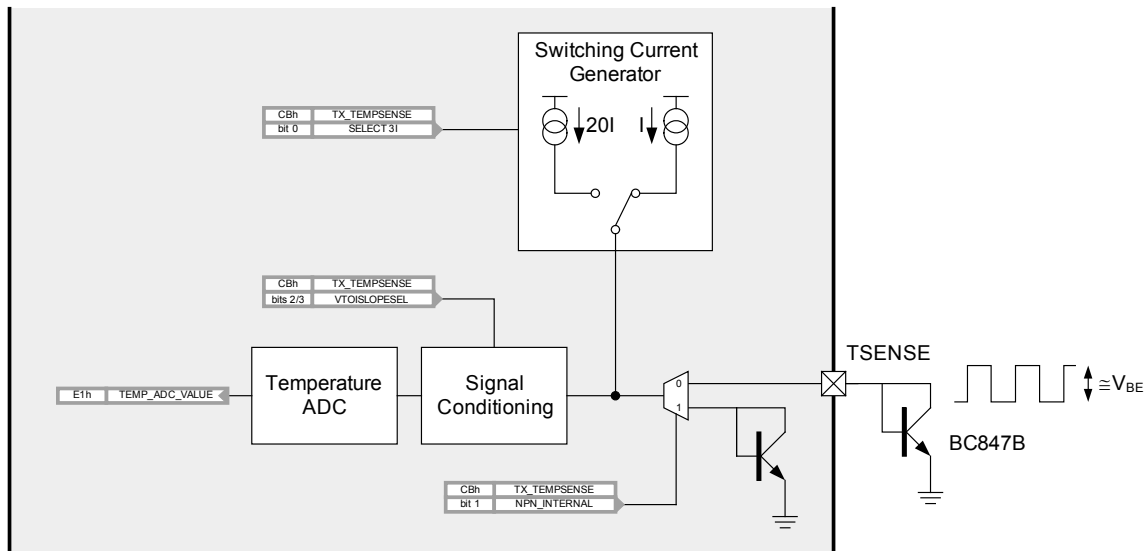 Switching Current
Generator
20I
I
CBh TX_TEMPSENSE
bit 0 SELECT 3I
CBh TX_TEMPSENSE
bits 2/3 VTOISLOPESEL
TSENSE
≅VBE
E1h TEMP_ADC_VALUE
Temperature
ADC
Signal
Conditioning
0
1
BC847B
CBh TX_TEMPSENSE
bit 1 NPN_INTERNAL